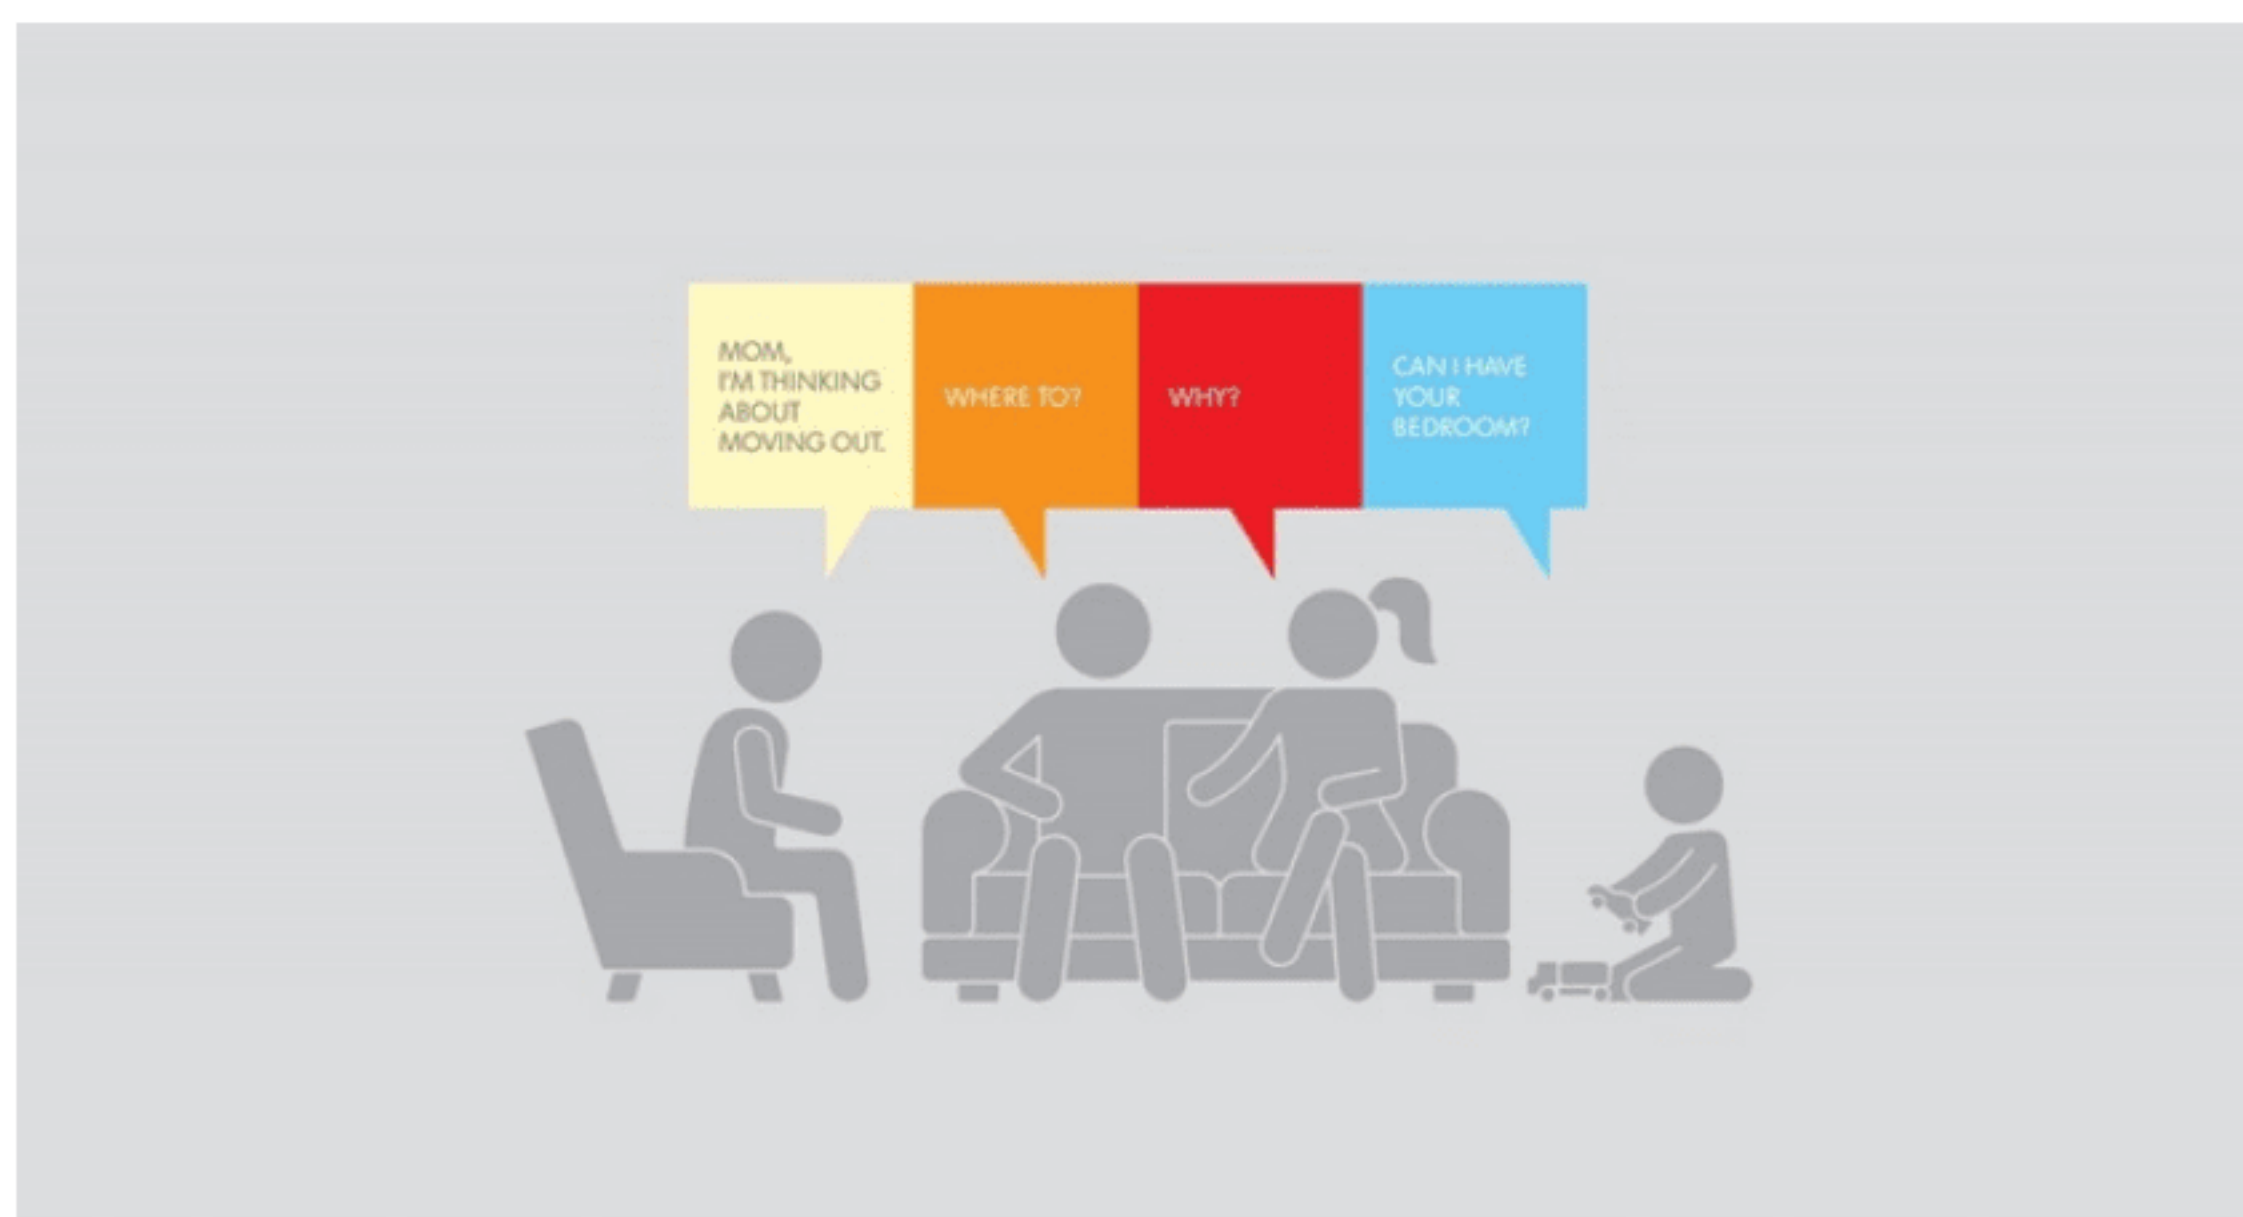 MOM,
I'M THINKING
ABOUT
MOVING OUT.
WHERE TO?
WHY?
CAN I HAVE
YOUR
BEDROOM?